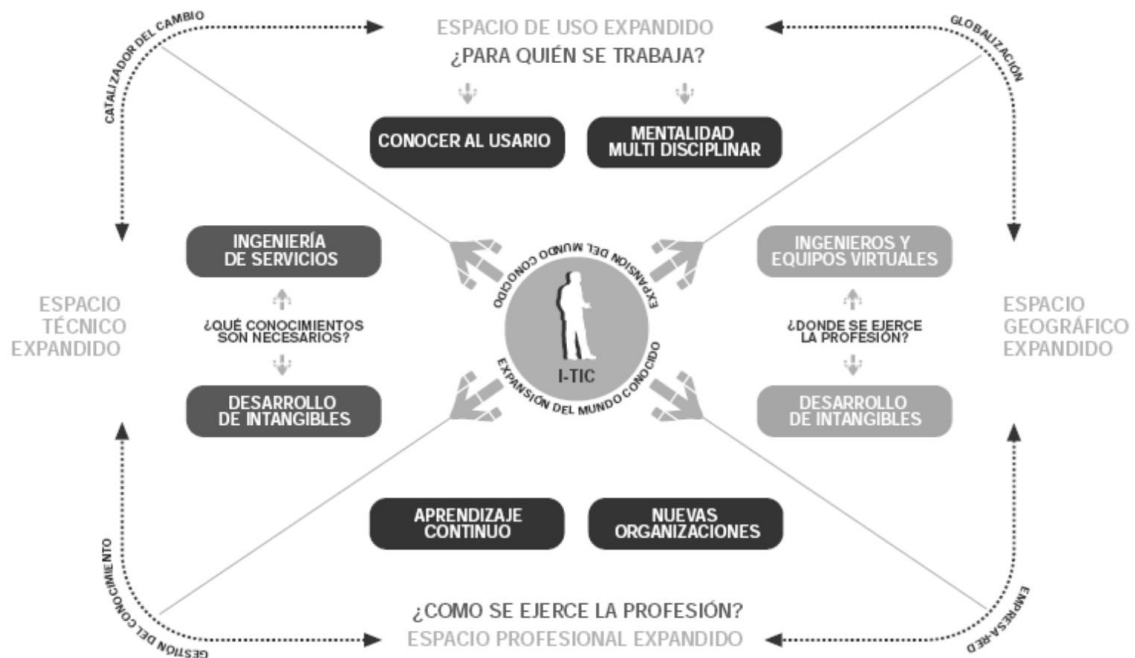 CATALIZADOR DEL CAMBIO
ESPACIO DE USO EXPANDIDO
¿PARA QUIÉN SE TRABAJA?
GLOBALIZACIÓN
CONOCER AL USARIO
MENTALIDAD
MULTI DISCIPLINAR
INGENIERÍA
DE SERVICIOS
EXPANSIÓN DEL MUNDO CONOCIDO
INGENIEROS Y
EQUIPOS VIRTUALES
ESPACIO
TÉCNICO
EXPANDIDO
¿QUÉ CONOCIMIENTOS
SON NECESARIOS?
I-TIC
¿DONDE SE EJERCE
LA PROFESIÓN?
ESPACIO
GEOGRÁFICO
EXPANDIDO
DESARROLLO
DE INTANGIBLES
EXPANSIÓN DEL MUNDO CONOCIDO
DESARROLLO
DE INTANGIBLES
APRENDIZAJE
CONTINUO
NUEVAS
ORGANIZACIONES
GESTIÓN DEL CONOCIMIENTO
¿COMO SE EJERCE LA PROFESIÓN?
ESPACIO PROFESIONAL EXPANDIDO
EMPRESA-RED